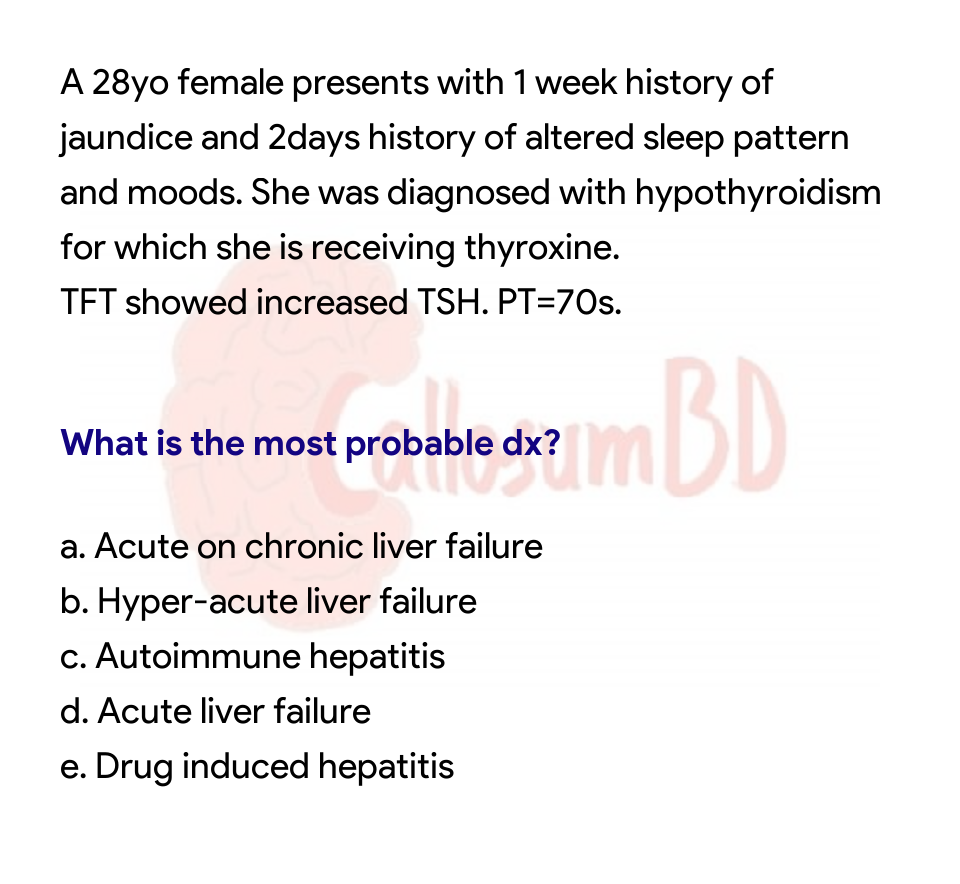 A 28yo female presents with 1 week history of
jaundice and 2days history of altered sleep pattern
and moods. She was diagnosed with hypothyroidism
for which she is receiving thyroxine.
TFT showed increased TSH. PT=70s.
CallosumBD
What is the most probable dx?
a. Acute on chronic liver failure
b. Hyper-acute liver failure
c. Autoimmune hepatitis
d. Acute liver failure
e. Drug induced hepatitis